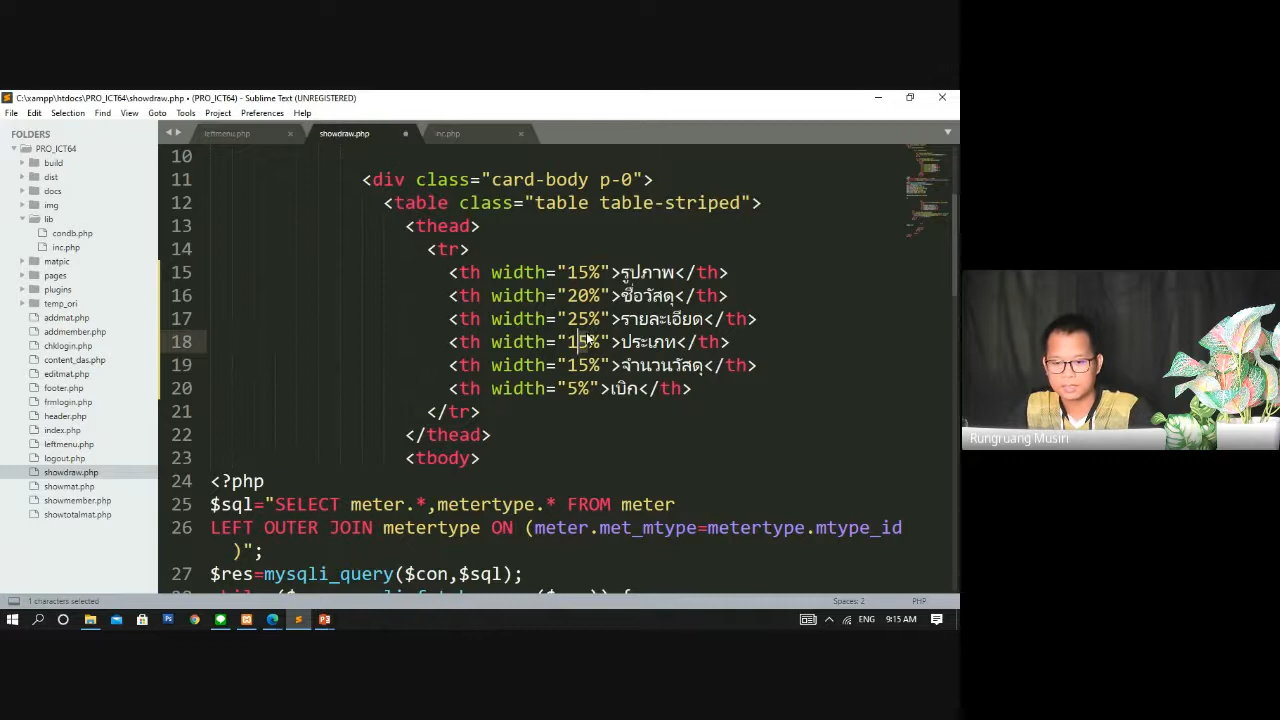 C:\xampp\htdocs\PRO_ICT64\showdraw.php • (PRO_ICT64) - Sublime Text (UNREGISTERED)
File Edit Selection Find View Goto Tools Project Preferences Help
FOLDERS
PRO_ICT64
build
dist
docs
img
lib
condb.php
inc.php
matpic
pages
plugins
temp_ori
addmat.php
addmember.php
chklogin.php
content_das.php
editmat.php
footer.php
frmlogin.php
header.php
index.php
leftmenu.php
logout.php
showdraw.php
showmat.php
showmember.php
showtotalmat.php
leftmenu.php showdraw.php inc.php
10
11 <div class="card-body p-0">
12 <table class="table table-striped">
13 <thead>
14 <tr>
15 <th width="15%">รูปภาพ</th>
16 <th width="20%">ชื่อวัสดุ</th>
17 <th width="25%">รายละเอียด</th>
18 <th width="15%">ประเภท</th>
19 <th width="15%">จำนวนวัสดุ</th>
20 <th width="5%">เบิก</th>
21 </tr>
22 </thead>
23 <tbody>
24 <?php
25 $sql="SELECT meter.*,metertype.* FROM meter
26 LEFT OUTER JOIN metertype ON (meter.met_mtype=metertype.mtype_id
)";
27 $res=mysqli_query($con,$sql);
1 characters selected
Spaces: 2
PHP
ENG 9:15 AM
Rungruang Musiri